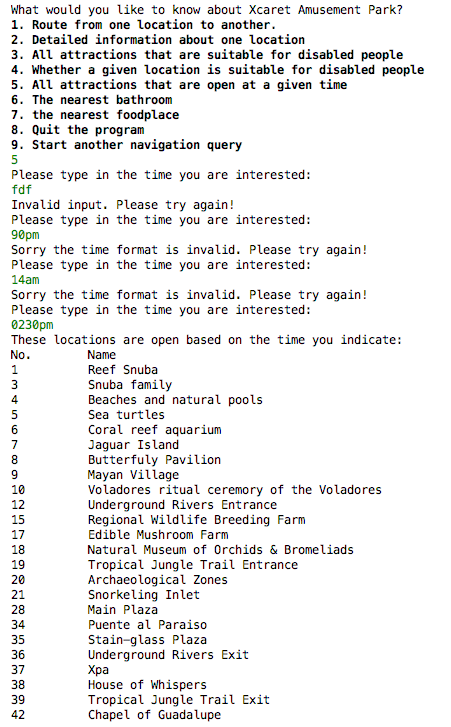 What would you like to know about Xcaret Amusement Park?
1. Route from one location to another.
2. Detailed information about one location
3. All attractions that are suitable for disabled people
4. Whether a given location is suitable for disabled people
5. All attractions that are open at a given time
6. The nearest bathroom
7. the nearest foodplace
8. Quit the program
9. Start another navigation query
5
Please type in the time you are interested:
fdf
Invalid input. Please try again!
Please type in the time you are interested:
90pm
Sorry the time format is invalid. Please try again!
Please type in the time you are interested:
14am
Sorry the time format is invalid. Please try again!
Please type in the time you are interested:
0230pm
These locations are open based on the time you indicate:
No. Name
1 Reef Snuba
3 Snuba family
4 Beaches and natural pools
5 Sea turtles
6 Coral reef aquarium
7 Jaguar Island
8 Butterfuly Pavilion
9 Mayan Village
10 Voladores ritual ceremony of the Voladores
12 Underground Rivers Entrance
15 Regional Wildlife Breeding Farm
17 Edible Mushroom Farm
18 Natural Museum of Orchids & Bromeliads
19 Tropical Jungle Trail Entrance
20 Archaeological Zones
21 Snorkeling Inlet
28 Main Plaza
34 Puente al Paraiso
35 Stain-glass Plaza
36 Underground Rivers Exit
37 Xpa
38 House of Whispers
39 Tropical Jungle Trail Exit
42 Chapel of Guadalupe